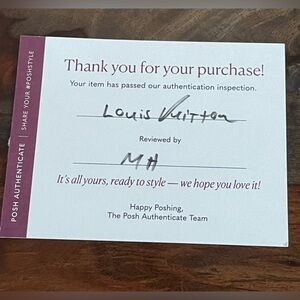 POSH AUTHENTICATE | SHARE YOUR #POSHSTYLE
Thank you for your purchase!
Your item has passed our authentication inspection.
Louis Vuitton
Reviewed by
MH
It's all yours, ready to style — we hope you love it!
Happy Poshing,
The Posh Authenticate Team